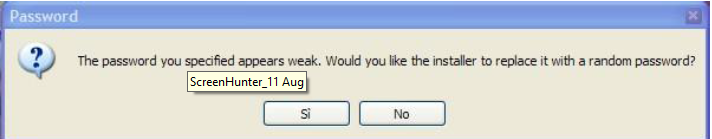 Password
The password you specified appears weak. Would you like the installer to replace it with a random password?
ScreenHunter_11 Aug
Sì
No